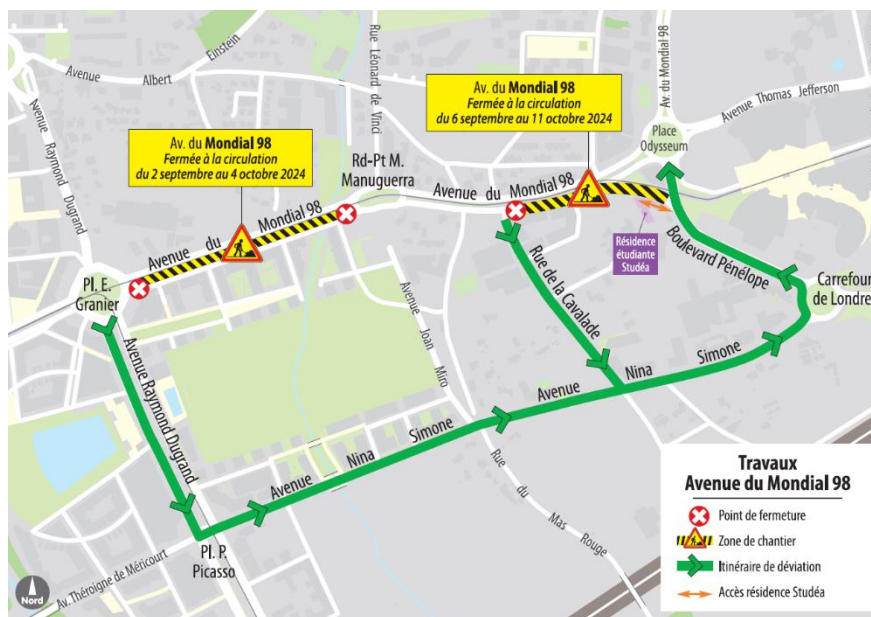 Avenue
Albert
Einstein
Rue Léonard de Vinci
Av. du Mondial 98
Avenue Thomas Jefferson
Avenue Raymond Dugrand
Av. du Mondial 98
Fermée à la circulation
du 2 septembre au 4 octobre 2024
Av. du Mondial 98
Fermée à la circulation
du 6 septembre au 11 octobre 2024
Place
Odysseum
Rd-Pt M.
Manuguerra
Avenue du Mondial 98
Avenue du Mondial 98
Pl. E.
Granier
Résidence
étudiante
Studéa
Boulevard Pénélope
Carrefour
de Londre
Rue de la Cavalade
Avenue Joan Miro
Avenue Raymond Dugrand
Avenue Nina Simone
Avenue Nina Simone
Rue du Mas Rouge
Pl. P.
Picasso
Av. Théroigne de Méricourt
Nord
Travaux
Avenue du Mondial 98
Point de fermeture
Zone de chantier
Itinéraire de déviation
Accès résidence Studéa